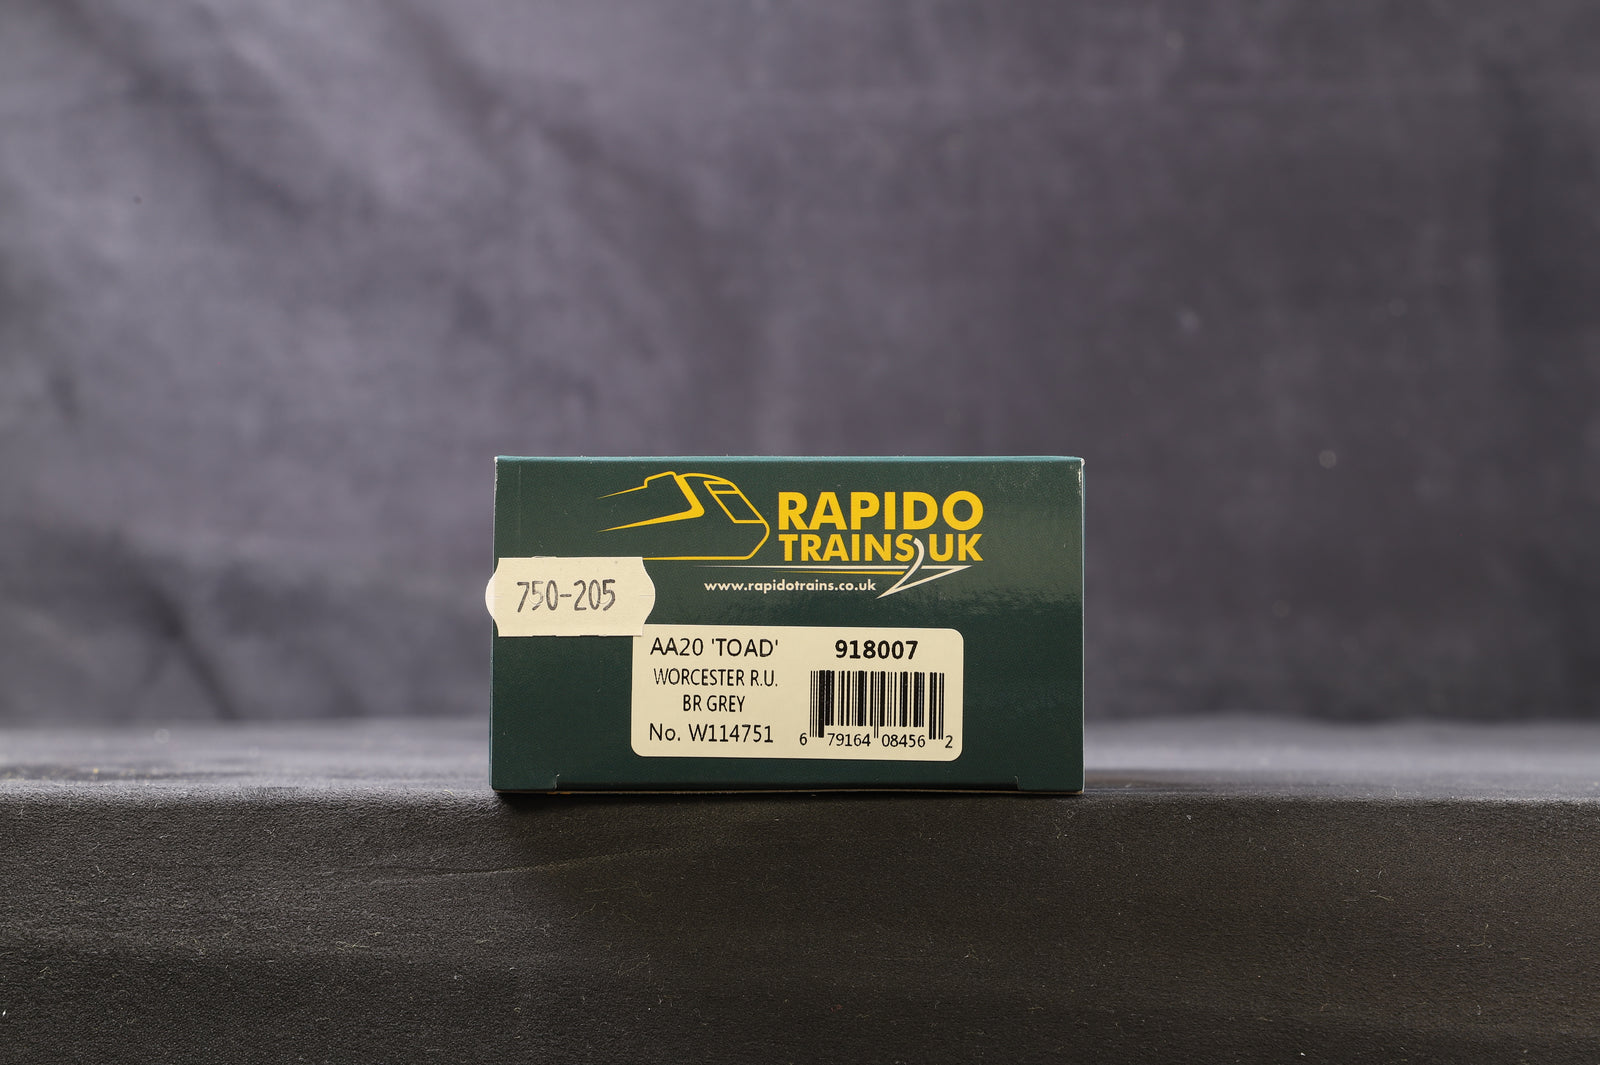 RAPIDO
TRAINS UK
www.rapidotrains.co.uk
750-205
AA20 'TOAD'
WORCESTER R.U.
BR GREY
No. W114751
918007
6 79164 08456 2